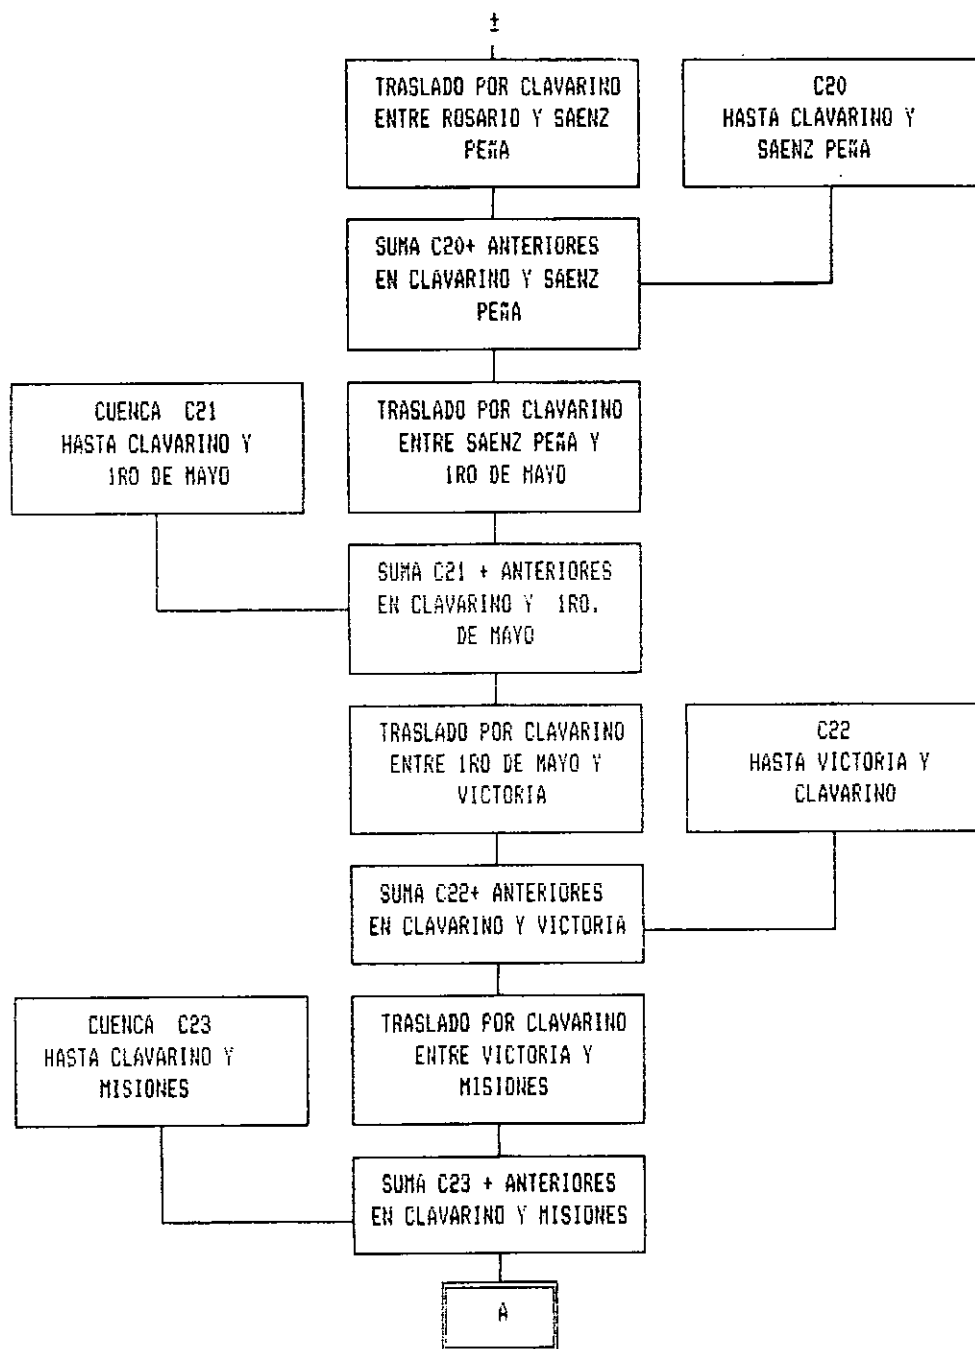 ±
TRASLADO POR CLAVARINO
ENTRE ROSARIO Y SAENZ
PEÑA
C20
HASTA CLAVARINO Y
SAENZ PEÑA
SUMA C20+ ANTERIORES
EN CLAVARINO Y SAENZ
PEÑA
CUENCA C21
HASTA CLAVARINO Y
1RO DE MAYO
TRASLADO POR CLAVARINO
ENTRE SAENZ PEÑA Y
1RO DE MAYO
SUMA C21 + ANTERIORES
EN CLAVARINO Y 1RO.
DE MAYO
TRASLADO POR CLAVARINO
ENTRE 1RO DE MAYO Y
VICTORIA
C22
HASTA VICTORIA Y
CLAVARINO
SUMA C22+ ANTERIORES
EN CLAVARINO Y VICTORIA
CUENCA C23
HASTA CLAVARINO Y
MISIONES
TRASLADO POR CLAVARINO
ENTRE VICTORIA Y
MISIONES
SUMA C23 + ANTERIORES
EN CLAVARINO Y MISIONES
A